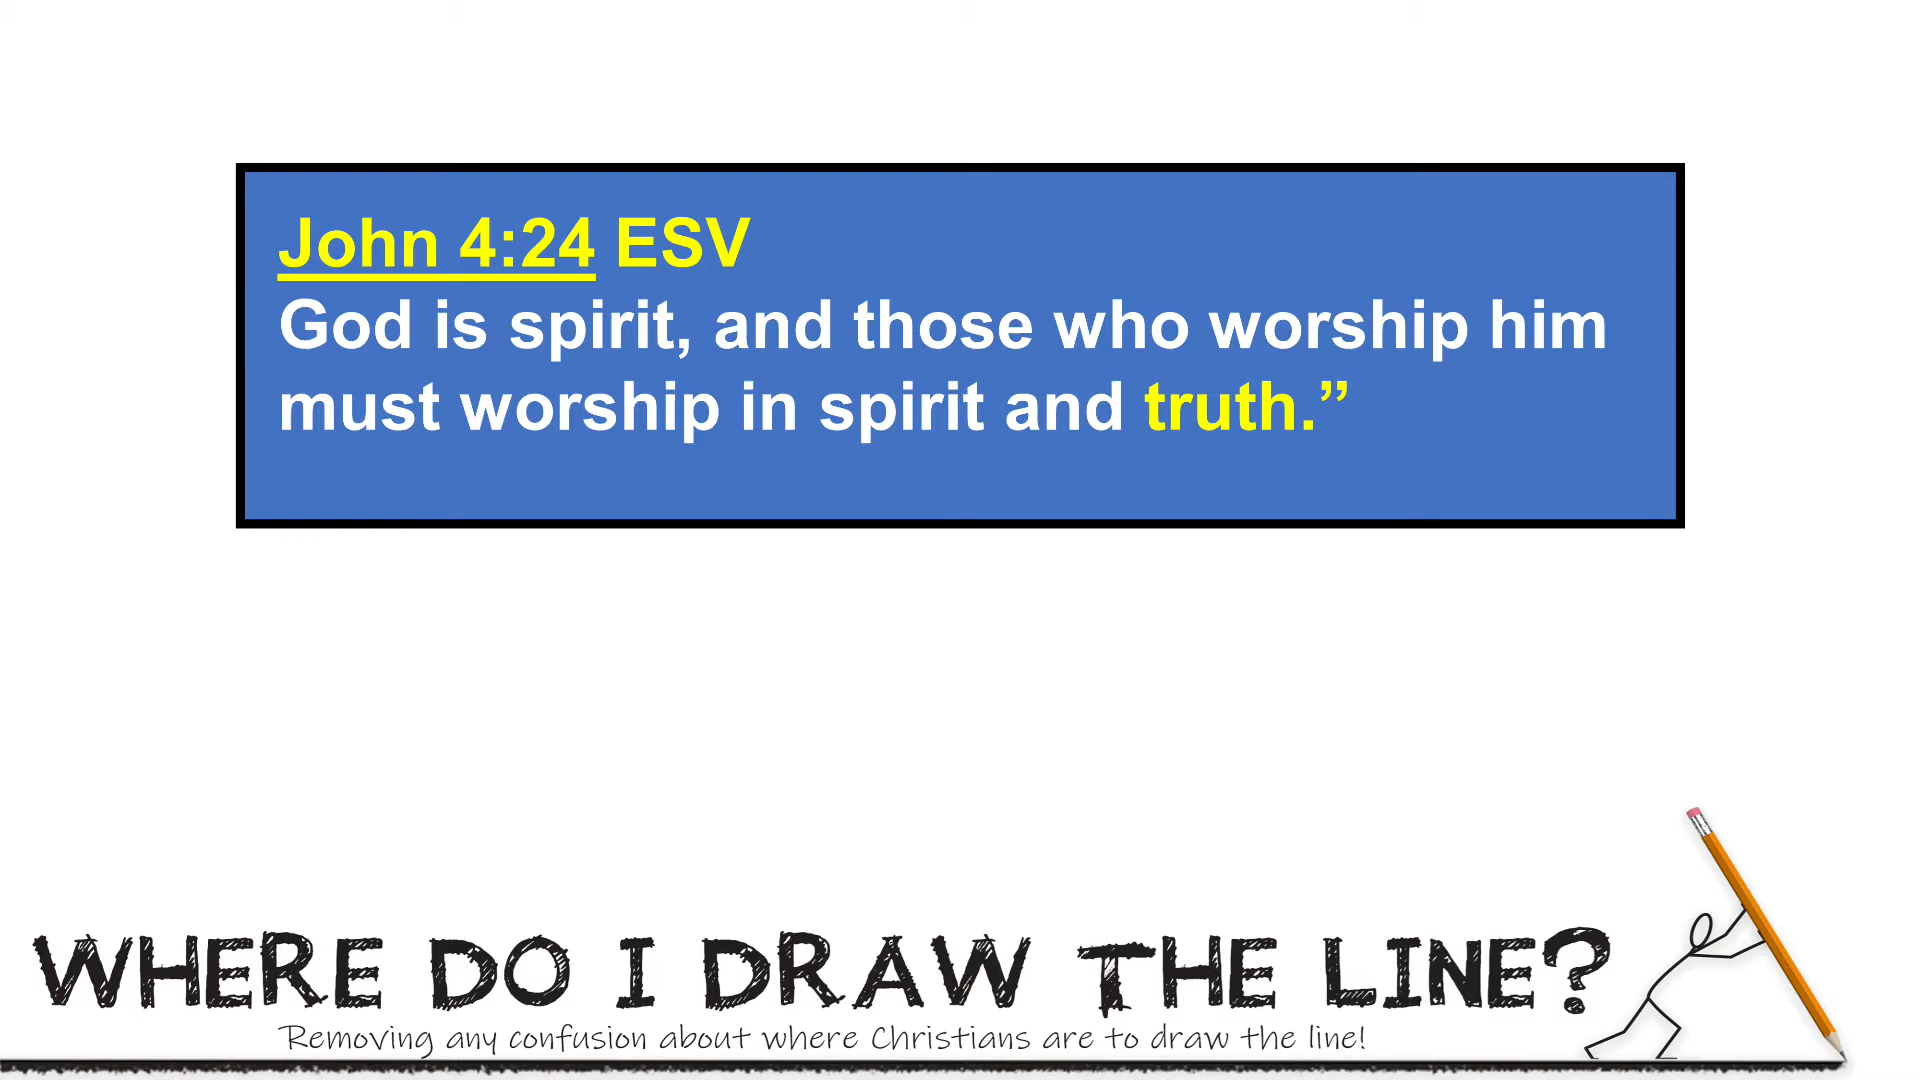 John 4:24 ESV
God is spirit, and those who worship him
must worship in spirit and truth.”
WHERE DO I DRAW THE LINE?
Removing any confusion about where Christians are to draw the line!